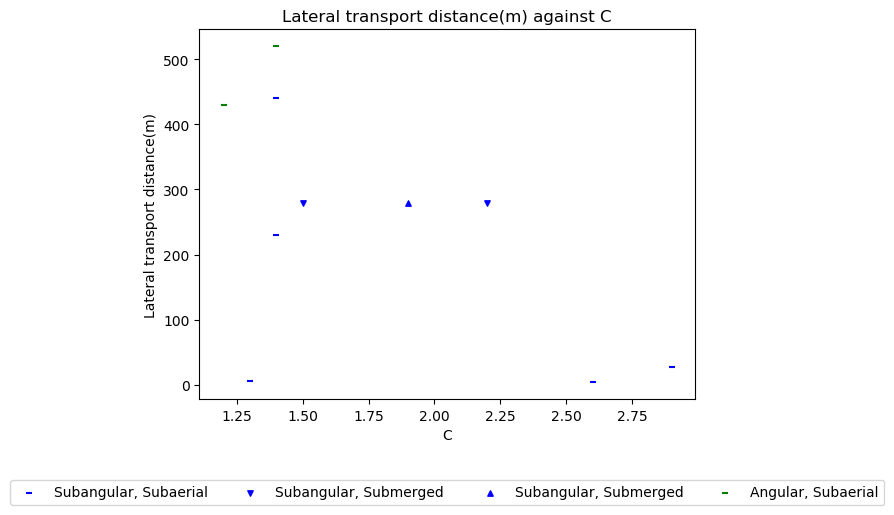 Lateral transport distance(m) against C
500
400
300
200
100
0
Lateral transport distance(m)
1.25 1.50 1.75 2.00 2.25 2.50 2.75
C
Subangular, Subaerial Subangular, Submerged Subangular, Submerged Angular, Subaerial